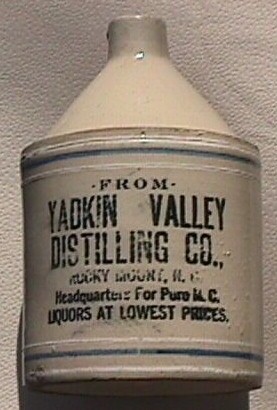 -FROM-
YADKIN VALLEY
DISTILLING CO.,
ROCKY MOUNT, N. C.
Headquarters For Pure N. C.
LIQUORS AT LOWEST PRICES.